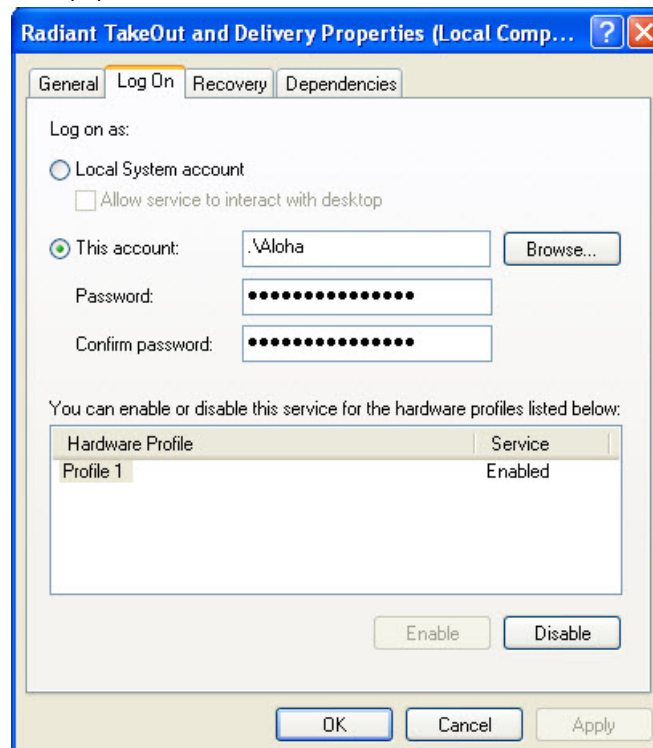 Radiant TakeOut and Delivery Properties (Local Comp...
General Log On Recovery Dependencies
Log on as:
Local System account
Allow service to interact with desktop
This account: .\Aloha Browse...
Password: ●●●●●●●●●●●●●●●
Confirm password: ●●●●●●●●●●●●●●●
You can enable or disable this service for the hardware profiles listed below:
Hardware Profile Service
Profile 1 Enabled
Enable Disable
OK Cancel Apply